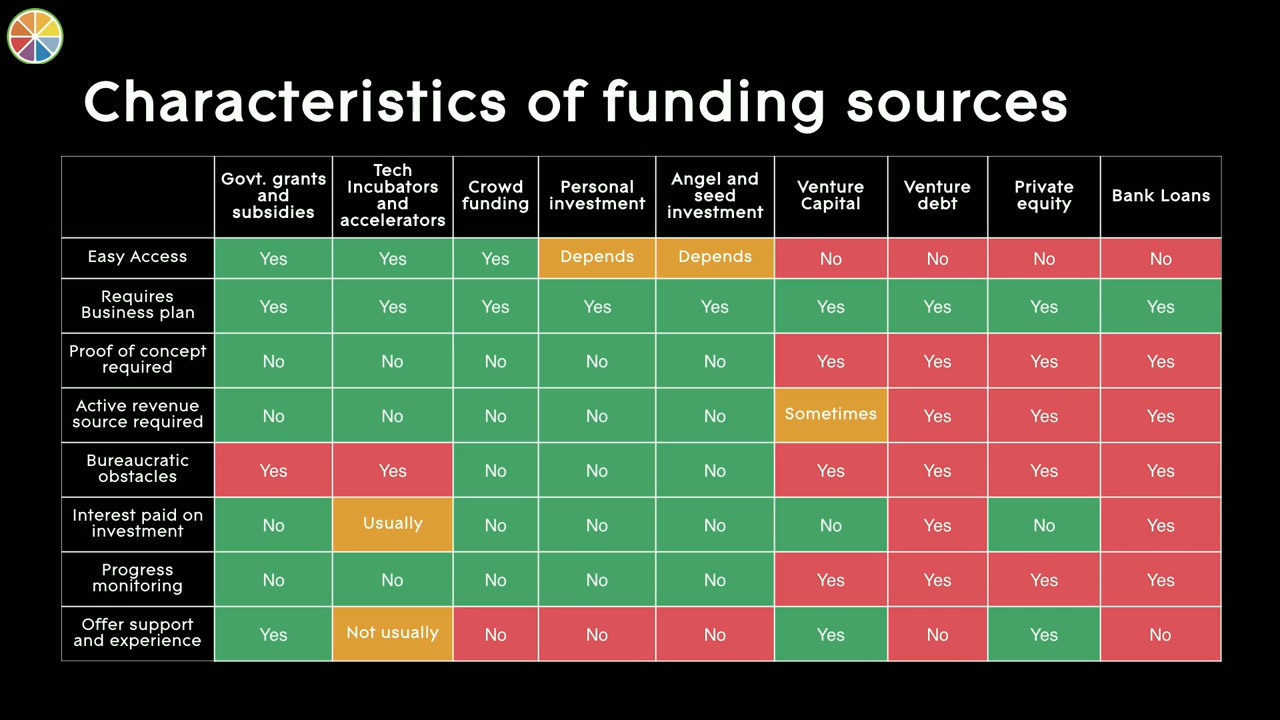 Characteristics of funding sources
Govt. grants and subsidies
Tech Incubators and accelerators
Crowd funding
Personal investment
Angel and seed investment
Venture Capital
Venture debt
Private equity
Bank Loans
Easy Access Yes Yes Yes Depends Depends No No No No
Requires Business plan Yes Yes Yes Yes Yes Yes Yes Yes Yes
Proof of concept required No No No No No Yes Yes Yes Yes
Active revenue source required No No No No No Sometimes Yes Yes Yes
Bureaucratic obstacles Yes Yes No No No Yes Yes Yes Yes
Interest paid on investment No Usually No No No No Yes No Yes
Progress monitoring No No No No No Yes Yes Yes Yes
Offer support and experience Yes Not usually No No No Yes No Yes No